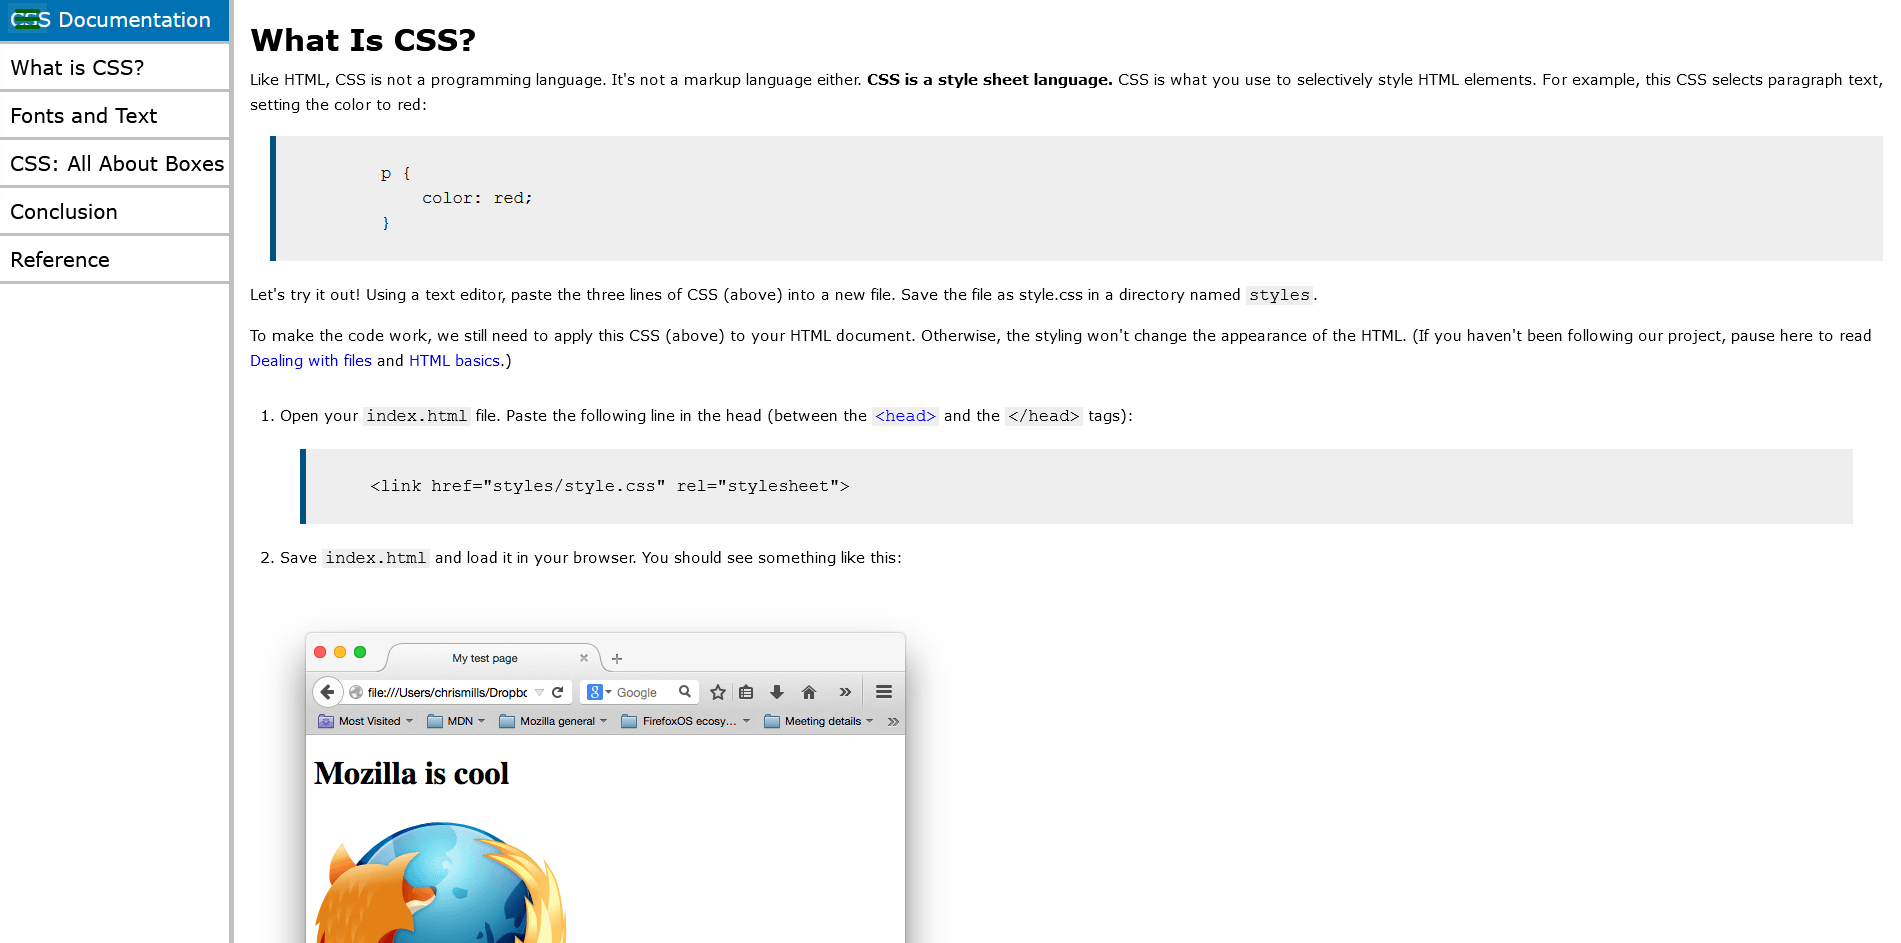 CSS Documentation
What is CSS?
Fonts and Text
CSS: All About Boxes
Conclusion
Reference
What Is CSS?
Like HTML, CSS is not a programming language. It's not a markup language either. CSS is a style sheet language. CSS is what you use to selectively style HTML elements. For example, this CSS selects paragraph text,
setting the color to red:
p {
color: red;
}
Let's try it out! Using a text editor, paste the three lines of CSS (above) into a new file. Save the file as style.css in a directory named styles.
To make the code work, we still need to apply this CSS (above) to your HTML document. Otherwise, the styling won't change the appearance of the HTML. (If you haven't been following our project, pause here to read
Dealing with files and HTML basics.)
1. Open your index.html file. Paste the following line in the head (between the <head> and the </head> tags):
<link href="styles/style.css" rel="stylesheet">
2. Save index.html and load it in your browser. You should see something like this:
My test page
file:///Users/chrismills/Dropbc
8 Google
Most Visited MDN Mozilla general FirefoxOS ecosy... Meeting details
Mozilla is cool